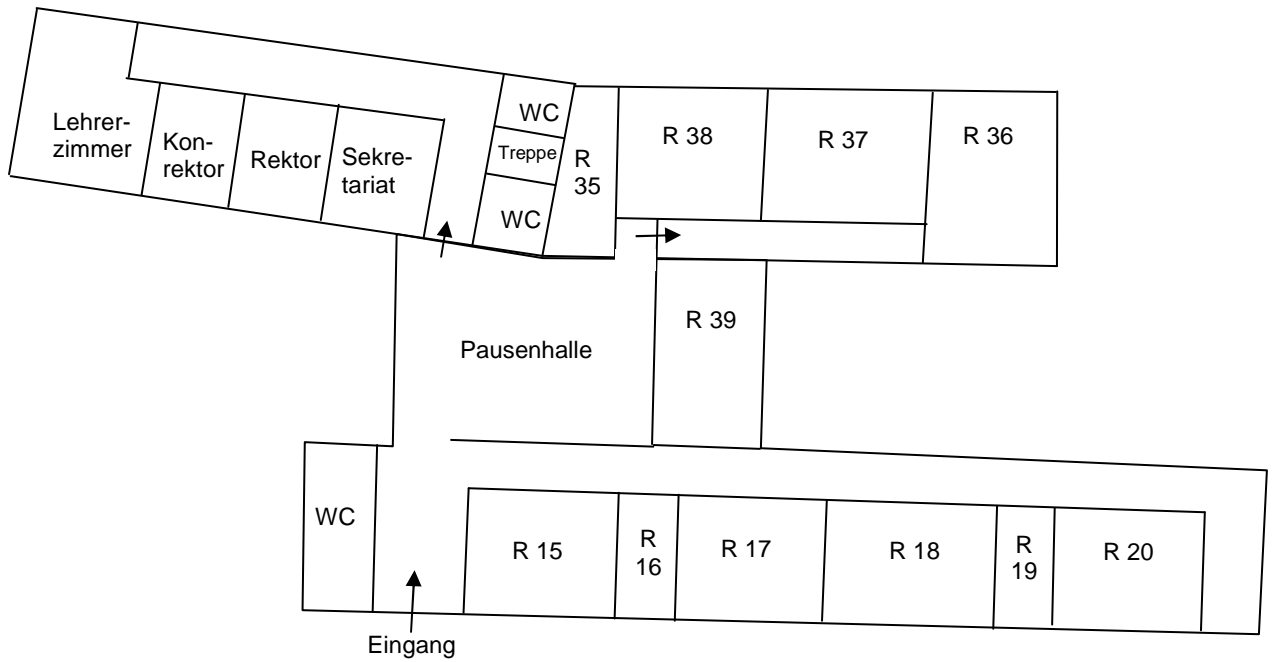 Lehrer-
zimmer
Kon-
rektor
Rektor
Sekre-
tariat
WC
Treppe
WC
R
35
R 38
R 37
R 36
R 39
Pausenhalle
WC
R 15
R
16
R 17
R 18
R
19
R 20
Eingang